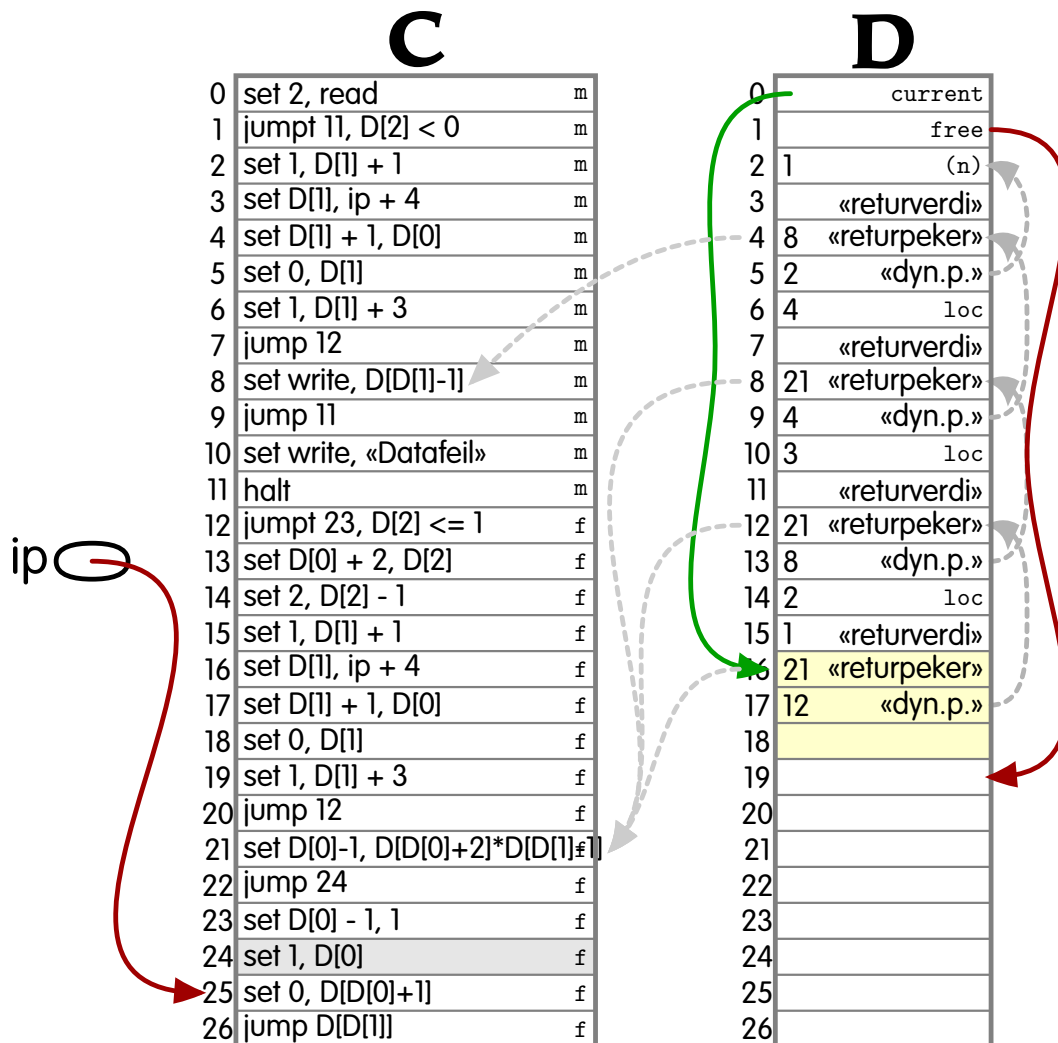 C D
0 set 2, read m 0 current
1 jumpt 11, D[2] < 0 m 1 free
2 set 1, D[1] + 1 m 2 1 (n)
3 set D[1], ip + 4 m 3 «returverdi»
4 set D[1] + 1, D[0] m 4 8 «returpeker»
5 set 0, D[1] m 5 2 «dyn.p.»
6 set 1, D[1] + 3 m 6 4 loc
7 jump 12 m 7 «returverdi»
8 set write, D[D[1]-1] m 8 21 «returpeker»
9 jump 11 m 9 4 «dyn.p.»
10 set write, «Datafeil» m 10 3 loc
11 halt m 11 «returverdi»
12 jumpt 23, D[2] <= 1 f 12 21 «returpeker»
ip 13 set D[0] + 2, D[2] f 13 8 «dyn.p.»
14 set 2, D[2] - 1 f 14 2 loc
15 set 1, D[1] + 1 f 15 1 «returverdi»
16 set D[1], ip + 4 f 16 21 «returpeker»
17 set D[1] + 1, D[0] f 17 12 «dyn.p.»
18 set 0, D[1] f 18
19 set 1, D[1] + 3 f 19
20 jump 12 f 20
21 set D[0]-1, D[D[0]+2]*D[D[1]-1] f 21
22 jump 24 f 22
23 set D[0] - 1, 1 f 23
24 set 1, D[0] f 24
25 set 0, D[D[0]+1] f 25
26 jump D[D[1]] f 26